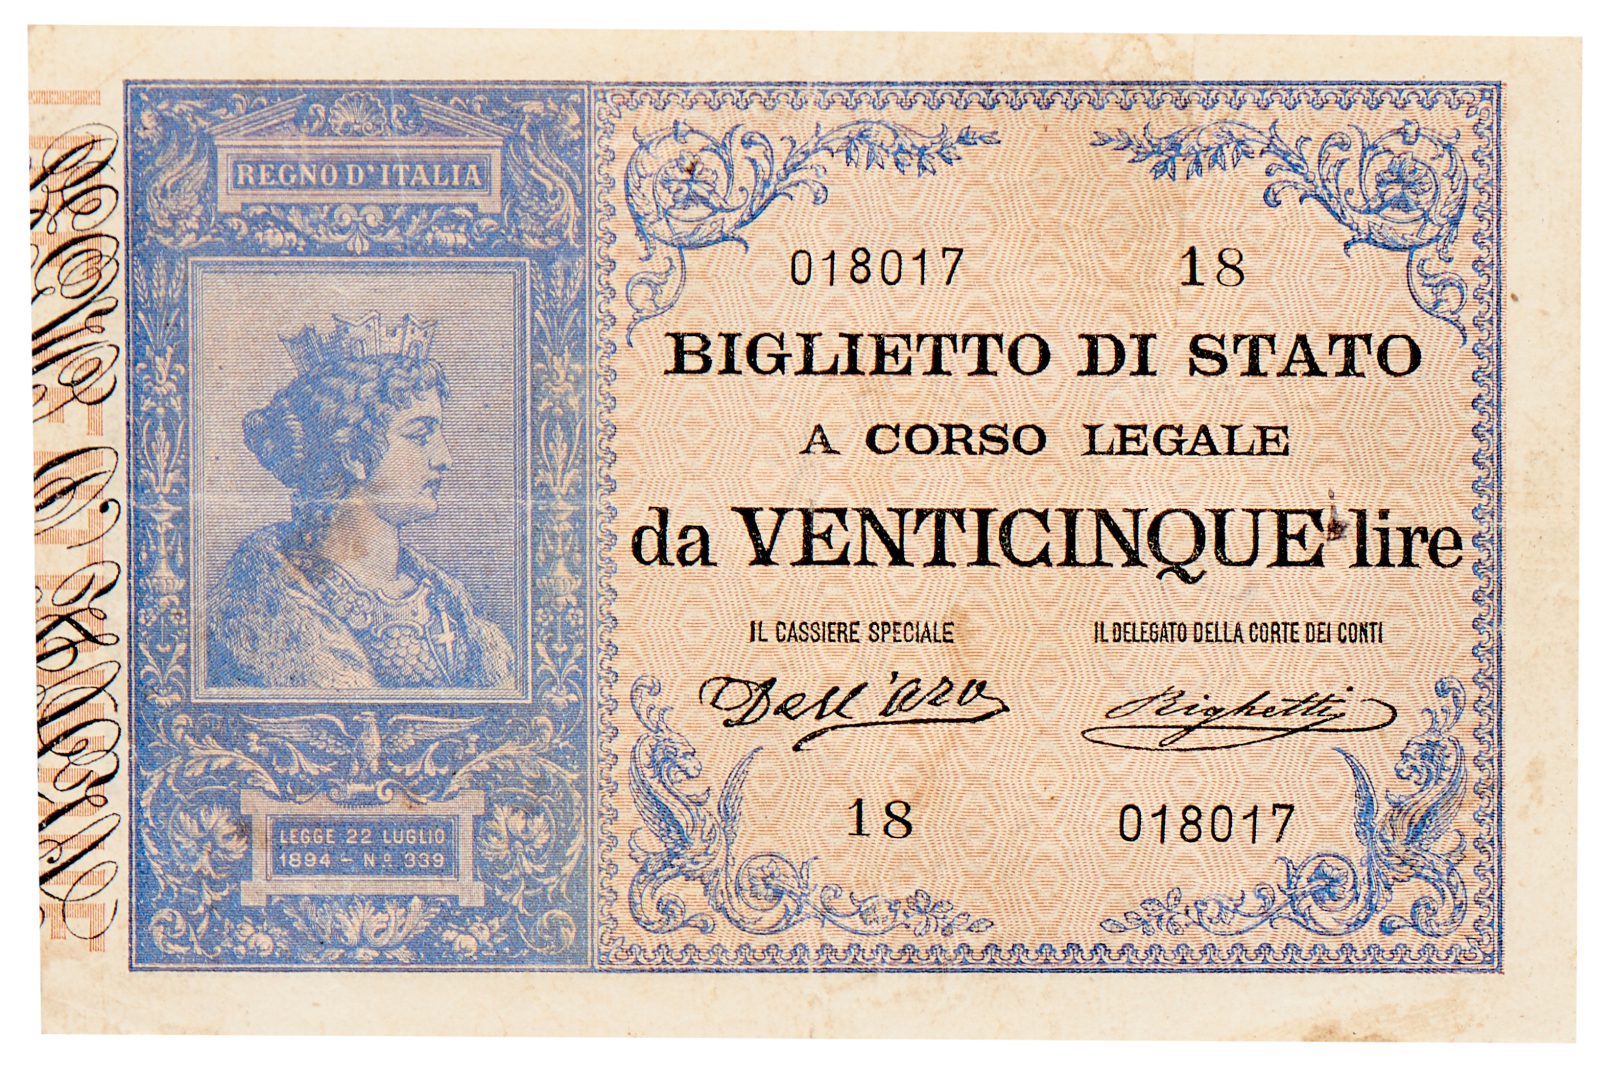 REGNO D'ITALIA
018017 18
BIGLIETTO DI STATO
A CORSO LEGALE
da VENTICINQUE lire
IL CASSIERE SPECIALE IL DELEGATO DELLA CORTE DEI CONTI
Dell'Ara Righetti
18 018017
LEGGE 22 LUGLIO
1894 - Nº 339